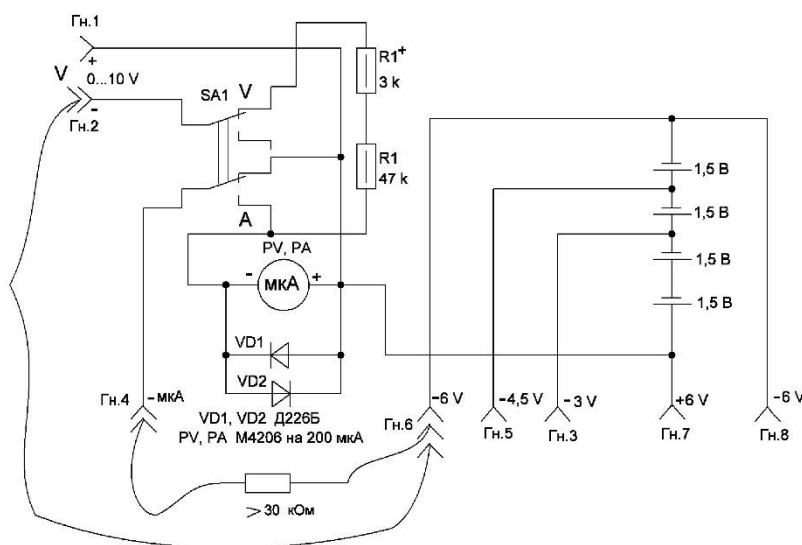 Гн.1
+
V 0...10 V
-
Гн.2
SA1
V
R1+
3 k
R1
47 k
A
PV, PA
- мкА +
VD1
VD2
VD1, VD2 Д226Б
PV, PA М4206 на 200 мкА
Гн.4
-мкА
>30 кОм
1,5 В
1,5 В
1,5 В
1,5 В
-6 V
Гн.6
-4,5 V
Гн.5
-3 V
Гн.3
+6 V
Гн.7
-6 V
Гн.8